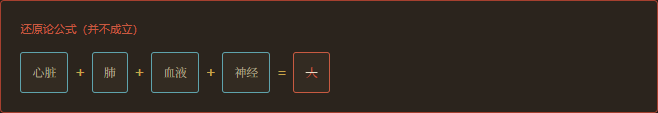 还原论公式（并不成立）
心脏 + 肺 + 血液 + 神经 = 人